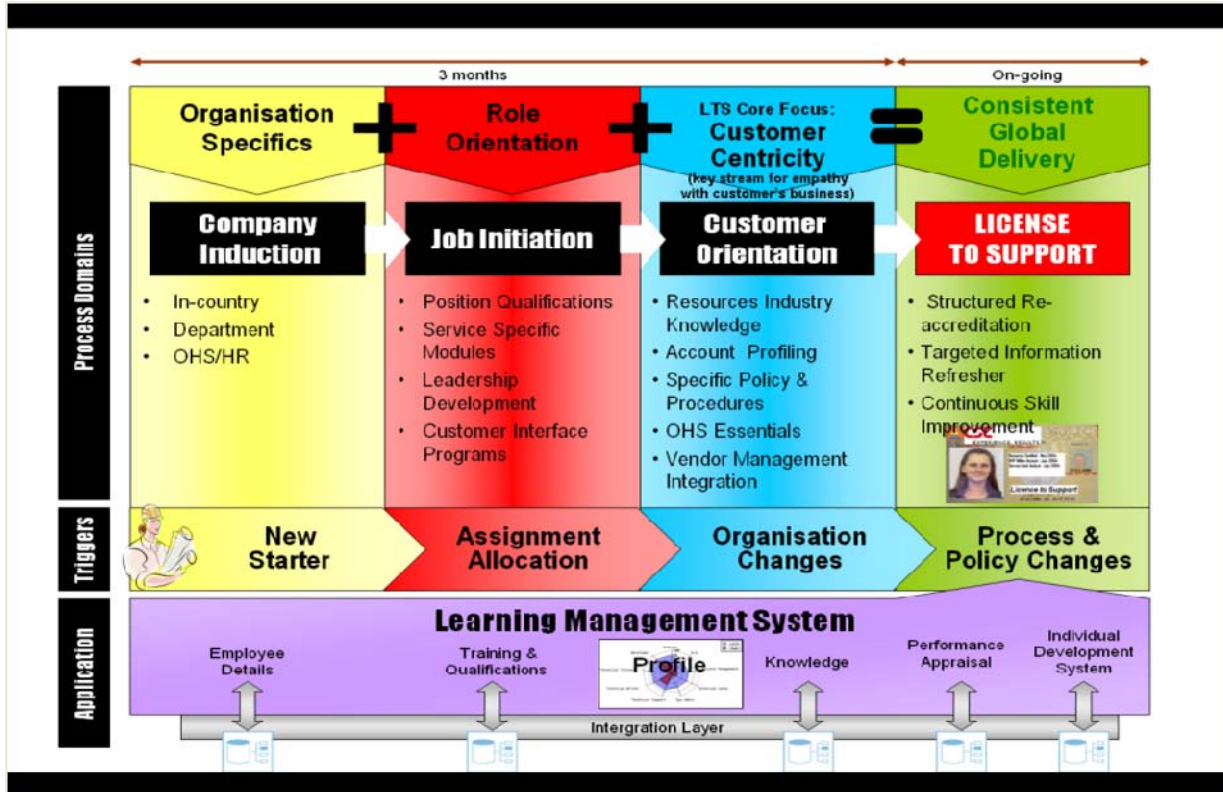 3 months
On-going
Organisation
Specifics
Role
Orientation
LTS Core Focus:
Customer
Centricity
(key stream for empathy
with customer's business)
Consistent
Global
Delivery
Process Domains
Company
Induction
Job Initiation
Customer
Orientation
LICENSE
TO SUPPORT
• In-country
• Department
• OHS/HR
• Position Qualifications
• Service Specific
Modules
• Leadership
Development
• Customer Interface
Programs
• Resources Industry
Knowledge
• Account Profiling
• Specific Policy &
Procedures
• OHS Essentials
• Vendor Management
Integration
• Structured Re-
accreditation
• Targeted Information
Refresher
• Continuous Skill
Improvement
CSC
EXPERIENCE. RESULTS.
Licence to Support
Triggers
New
Starter
Assignment
Allocation
Organisation
Changes
Process &
Policy Changes
Application
Learning Management System
Employee
Details
Training &
Qualifications
Profile
Knowledge
Performance
Appraisal
Individual
Development
System
Intergration Layer